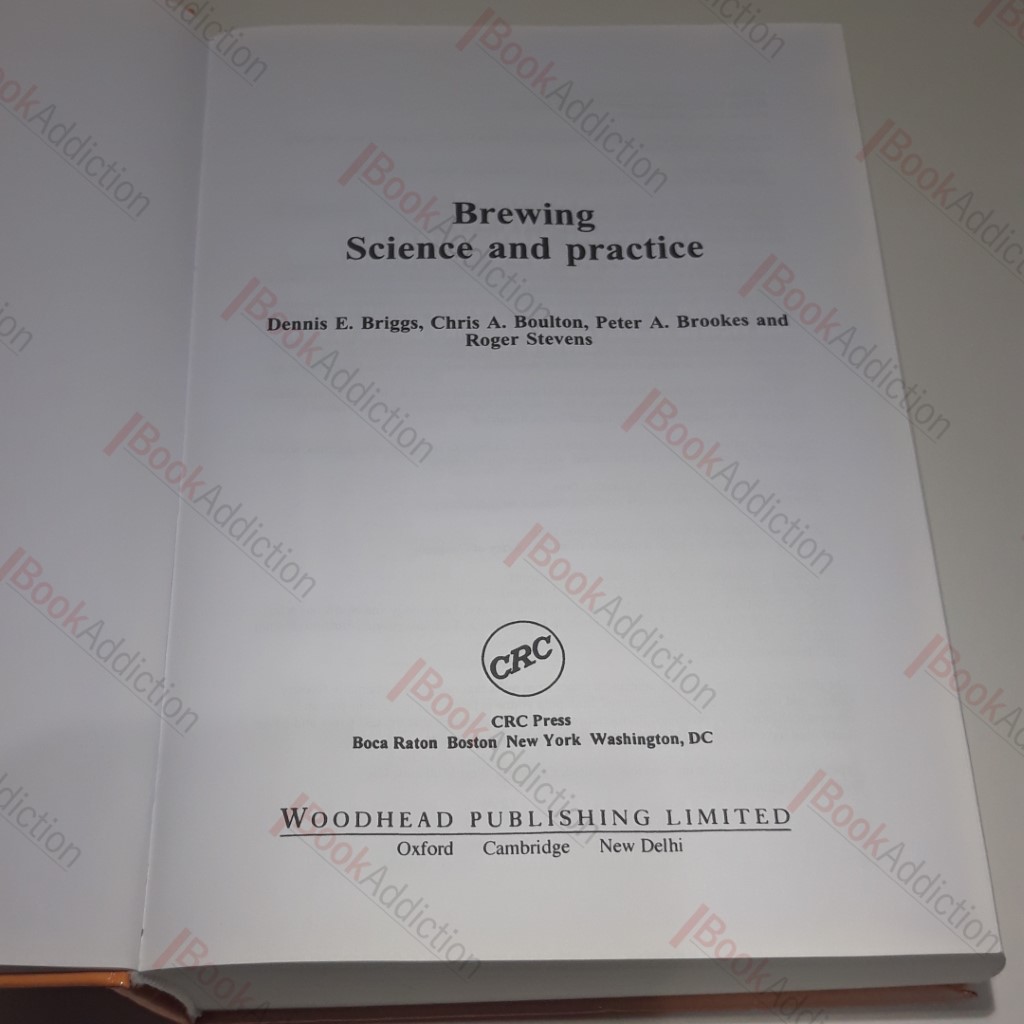 Brewing
Science and practice
Dennis E. Briggs, Chris A. Boulton, Peter A. Brookes and
Roger Stevens
CRC
CRC Press
Boca Raton Boston New York Washington, DC
WOODHEAD PUBLISHING LIMITED
Oxford Cambridge New Delhi
BookAddiction